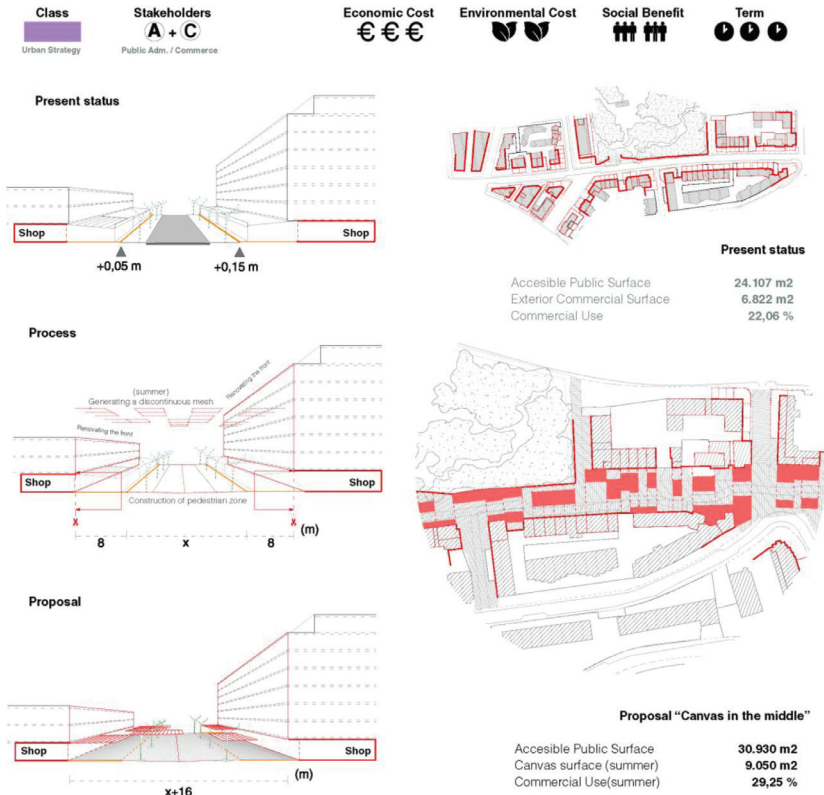 Class
Stakeholders
Economic Cost
Environmental Cost
Social Benefit
Term
A + C
€ € €
Urban Strategy
Public Adm. / Commerce
Present status
Shop
Shop
+0,05 m
+0,15 m
Present status
Accesible Public Surface 24.107 m2
Exterior Commercial Surface 6.822 m2
Commercial Use 22,06 %
Process
(summer)
Generating a discontinuous mesh
Renovating the front
Renovating the front
Shop
Shop
Construction of pedestrian zone
X
X
(m)
8
x
8
Proposal
Shop
Shop
(m)
x+16
Proposal “Canvas in the middle”
Accesible Public Surface 30.930 m2
Canvas surface (summer) 9.050 m2
Commercial Use(summer) 29,25 %